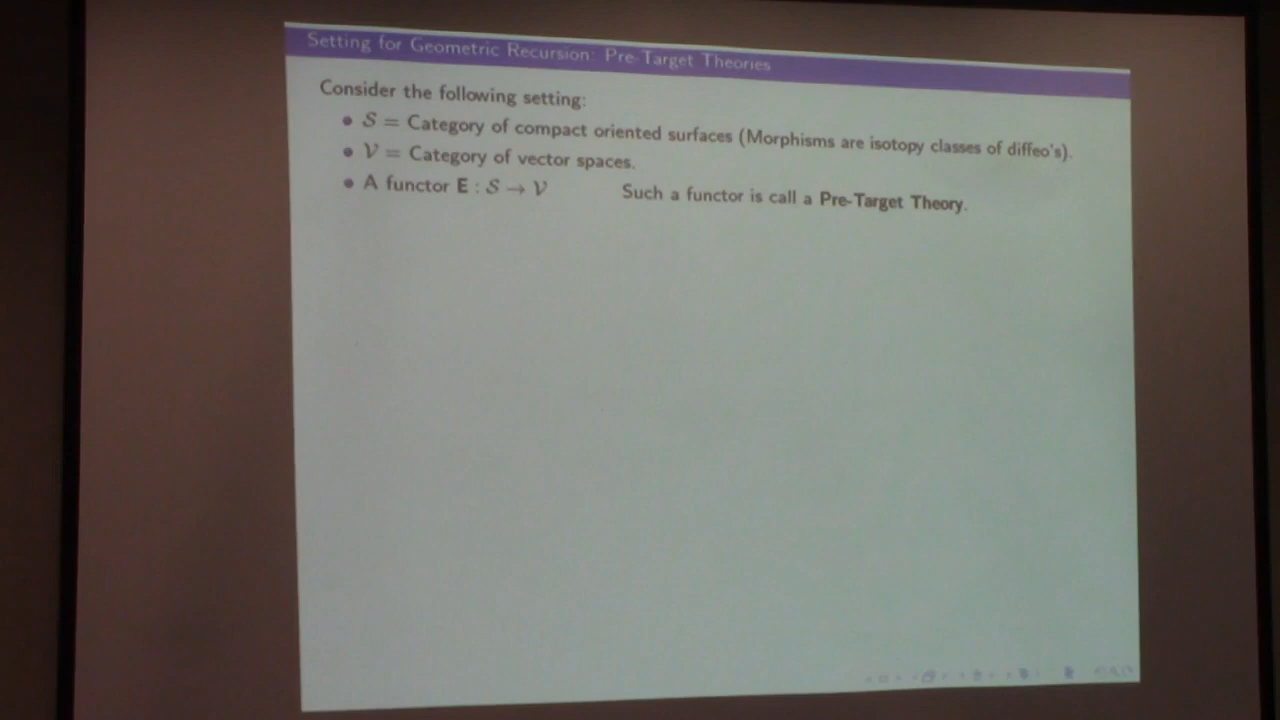 Setting for Geometric Recursion: Pre-Target Theories
Consider the following setting:
• 𝒮 = Category of compact oriented surfaces (Morphisms are isotopy classes of diffeo's).
• 𝒱 = Category of vector spaces.
• A functor E : 𝒮 → 𝒱 Such a functor is call a Pre-Target Theory.